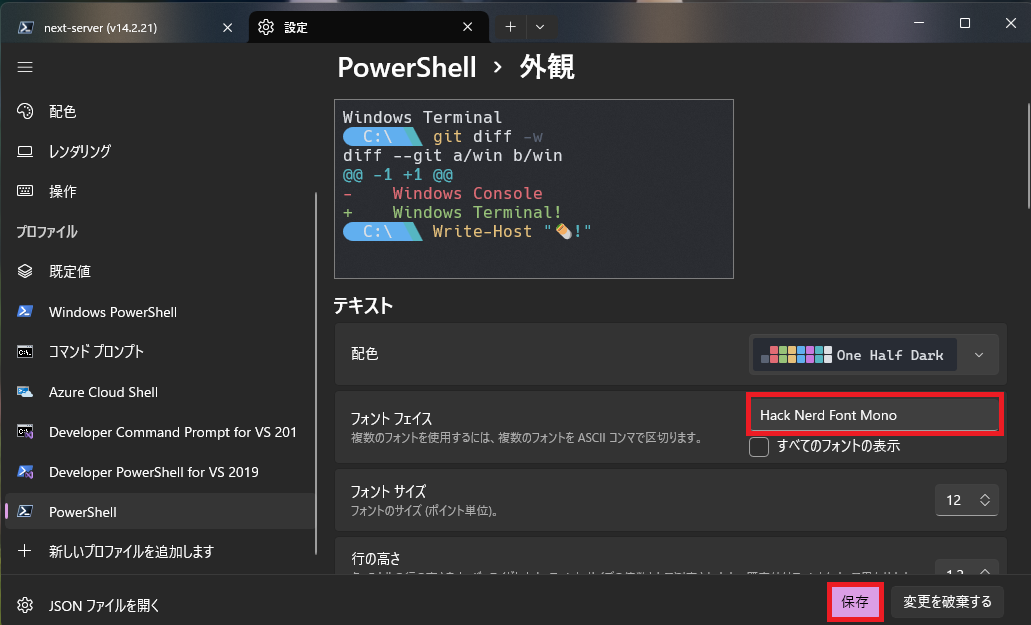 next-server (v14.2.21)
設定
PowerShell › 外観
配色
レンダリング
操作
プロファイル
既定値
Windows PowerShell
コマンド プロンプト
Azure Cloud Shell
Developer Command Prompt for VS 201
Developer PowerShell for VS 2019
PowerShell
新しいプロファイルを追加します
JSON ファイルを開く
Windows Terminal
C:\ git diff -w
diff --git a/win b/win
@@ -1 +1 @@
- Windows Console
+ Windows Terminal!
C:\ Write-Host "🌯!"
テキスト
配色
One Half Dark
フォント フェイス
複数のフォントを使用するには、複数のフォントを ASCII コンマで区切ります。
Hack Nerd Font Mono
すべてのフォントの表示
フォント サイズ
フォントのサイズ (ポイント単位)。
12
行の高さ
保存
変更を破棄する